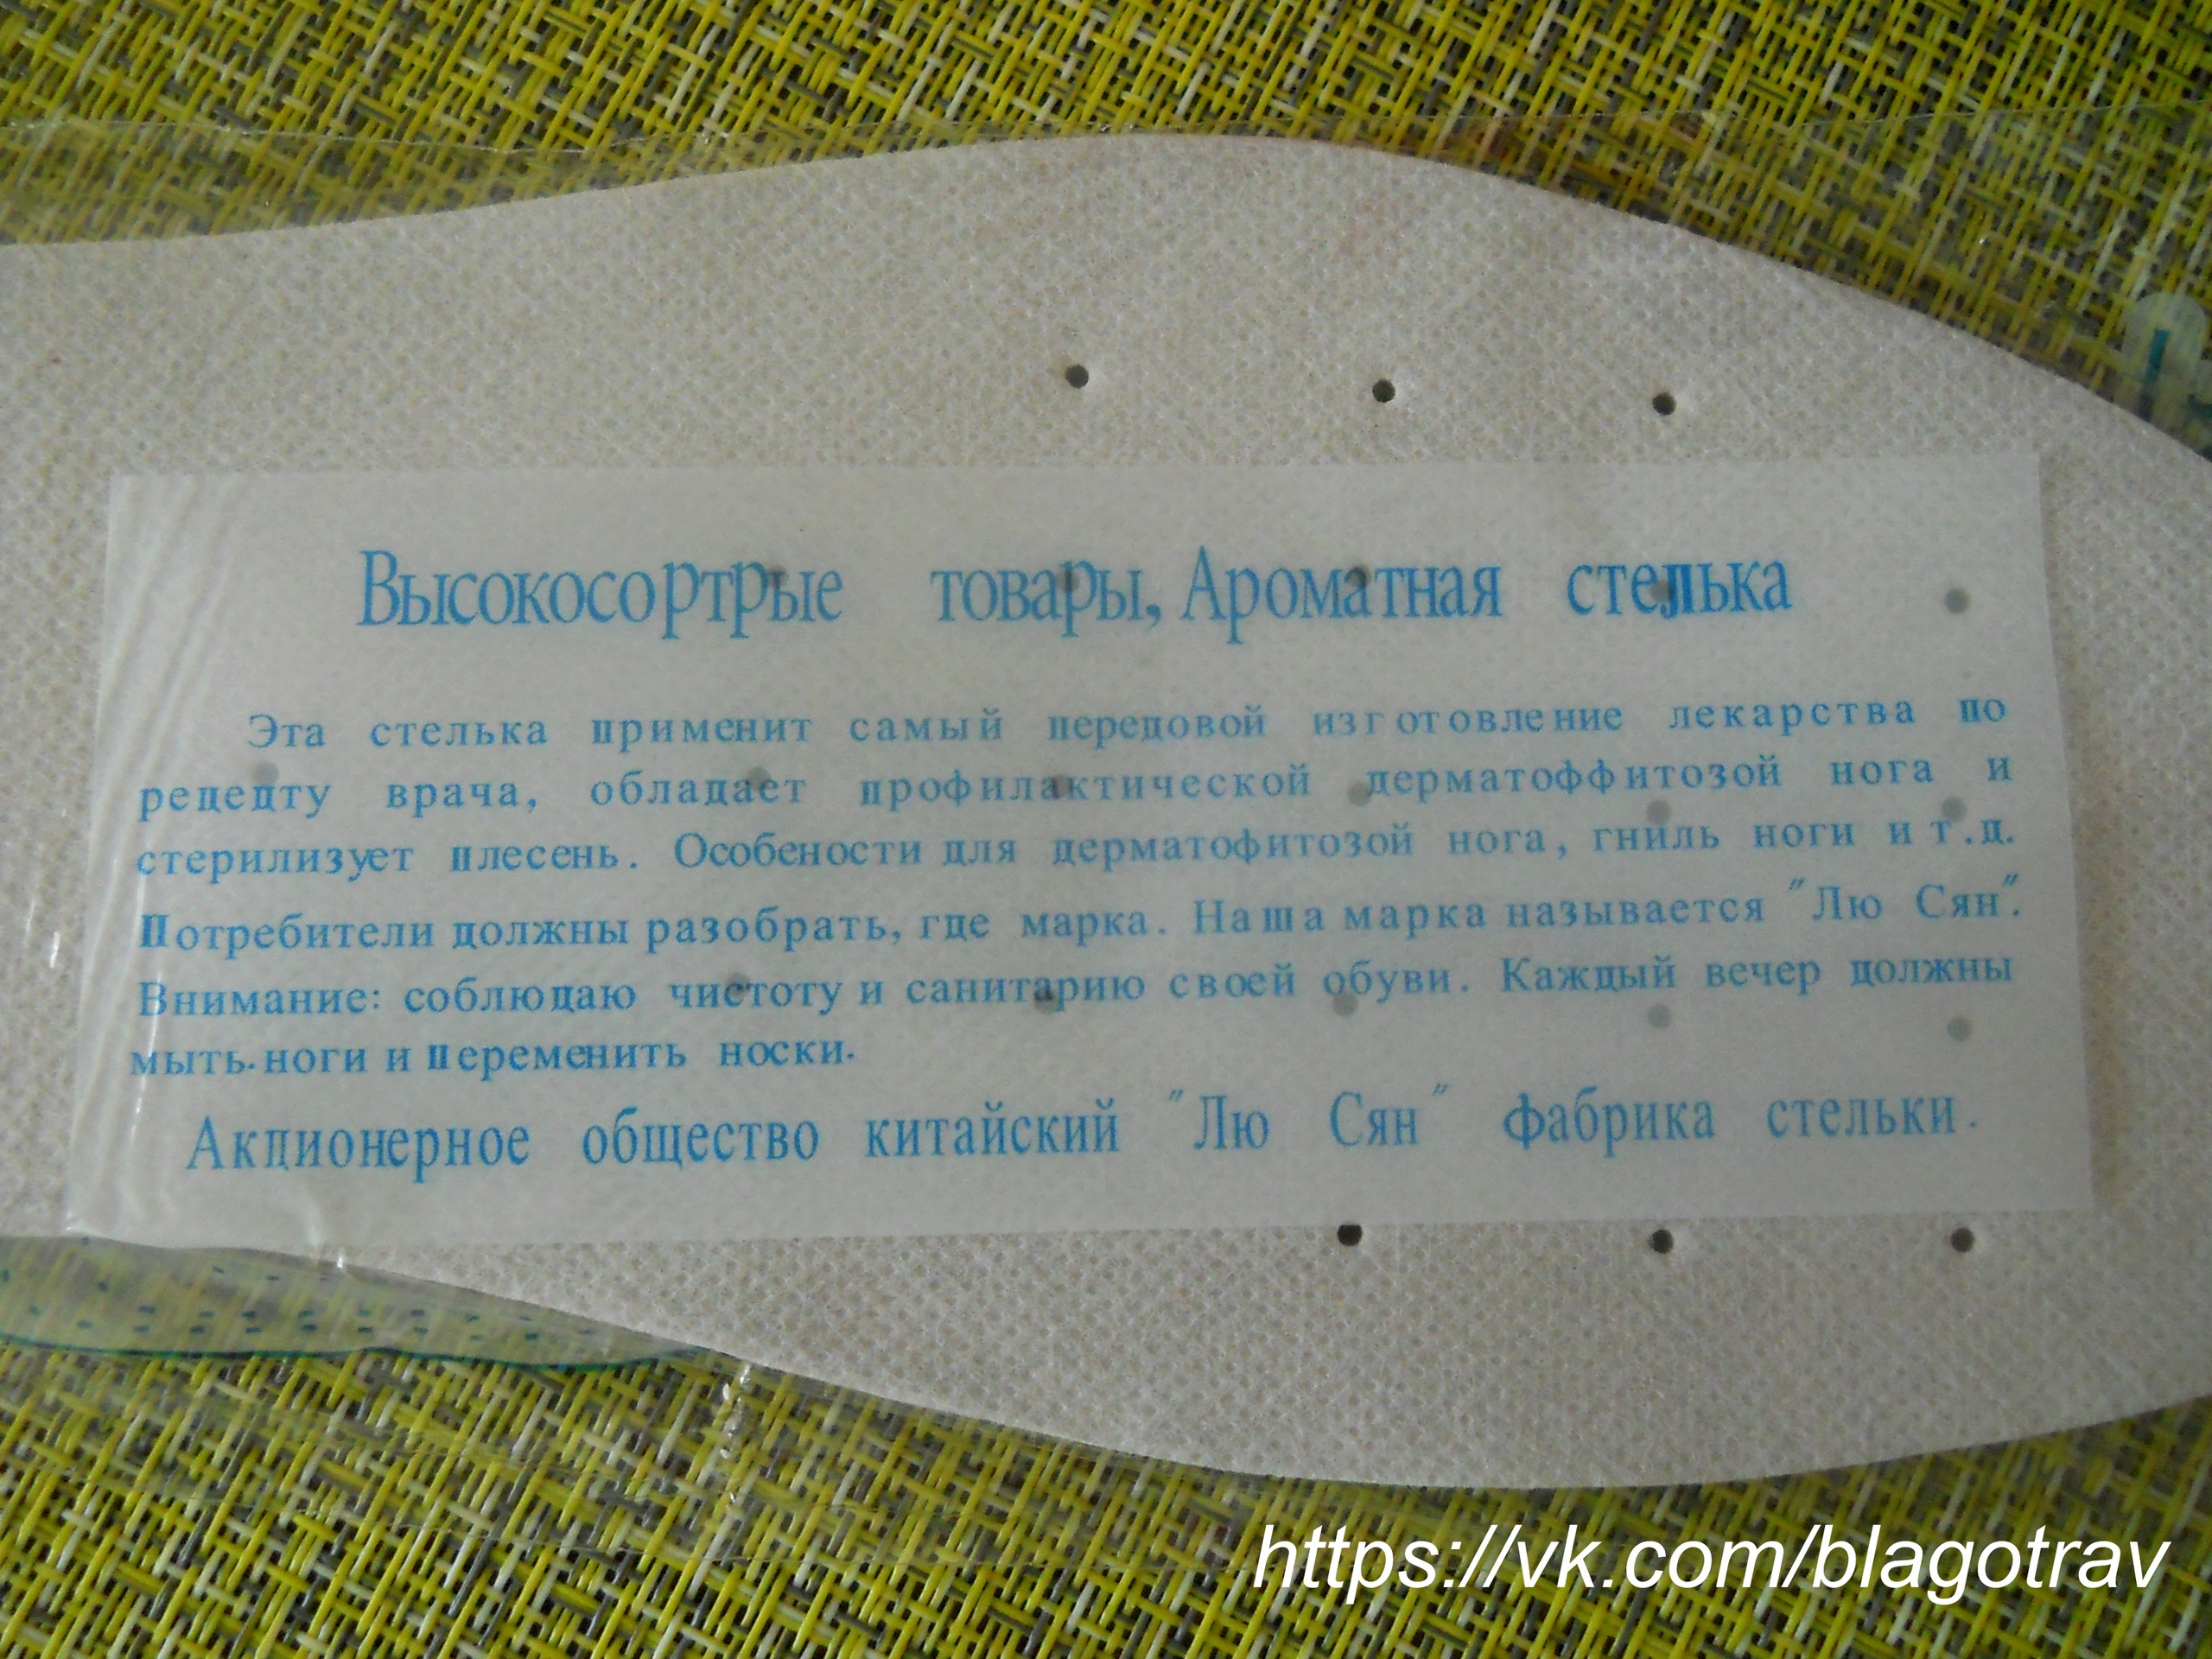 Высокосортрые товары, Ароматная стелька
Эта стелька применит самый передовой изготовление лекарства по
рецепту врача, обладает профилактической дерматоффитозой нога и
стерилизует плесень. Особености для дерматофитозой нога, гниль ноги и т.д.
Потребители должны разобрать, где марка. Наша марка называется "Лю Сян".
Внимание: соблюдаю чистоту и санитарию своей обуви. Каждый вечер должны
мыть.ноги и переменить носки.
Акционерное общество китайский "Лю Сян" фабрика стельки.
https://vk.com/blagotrav